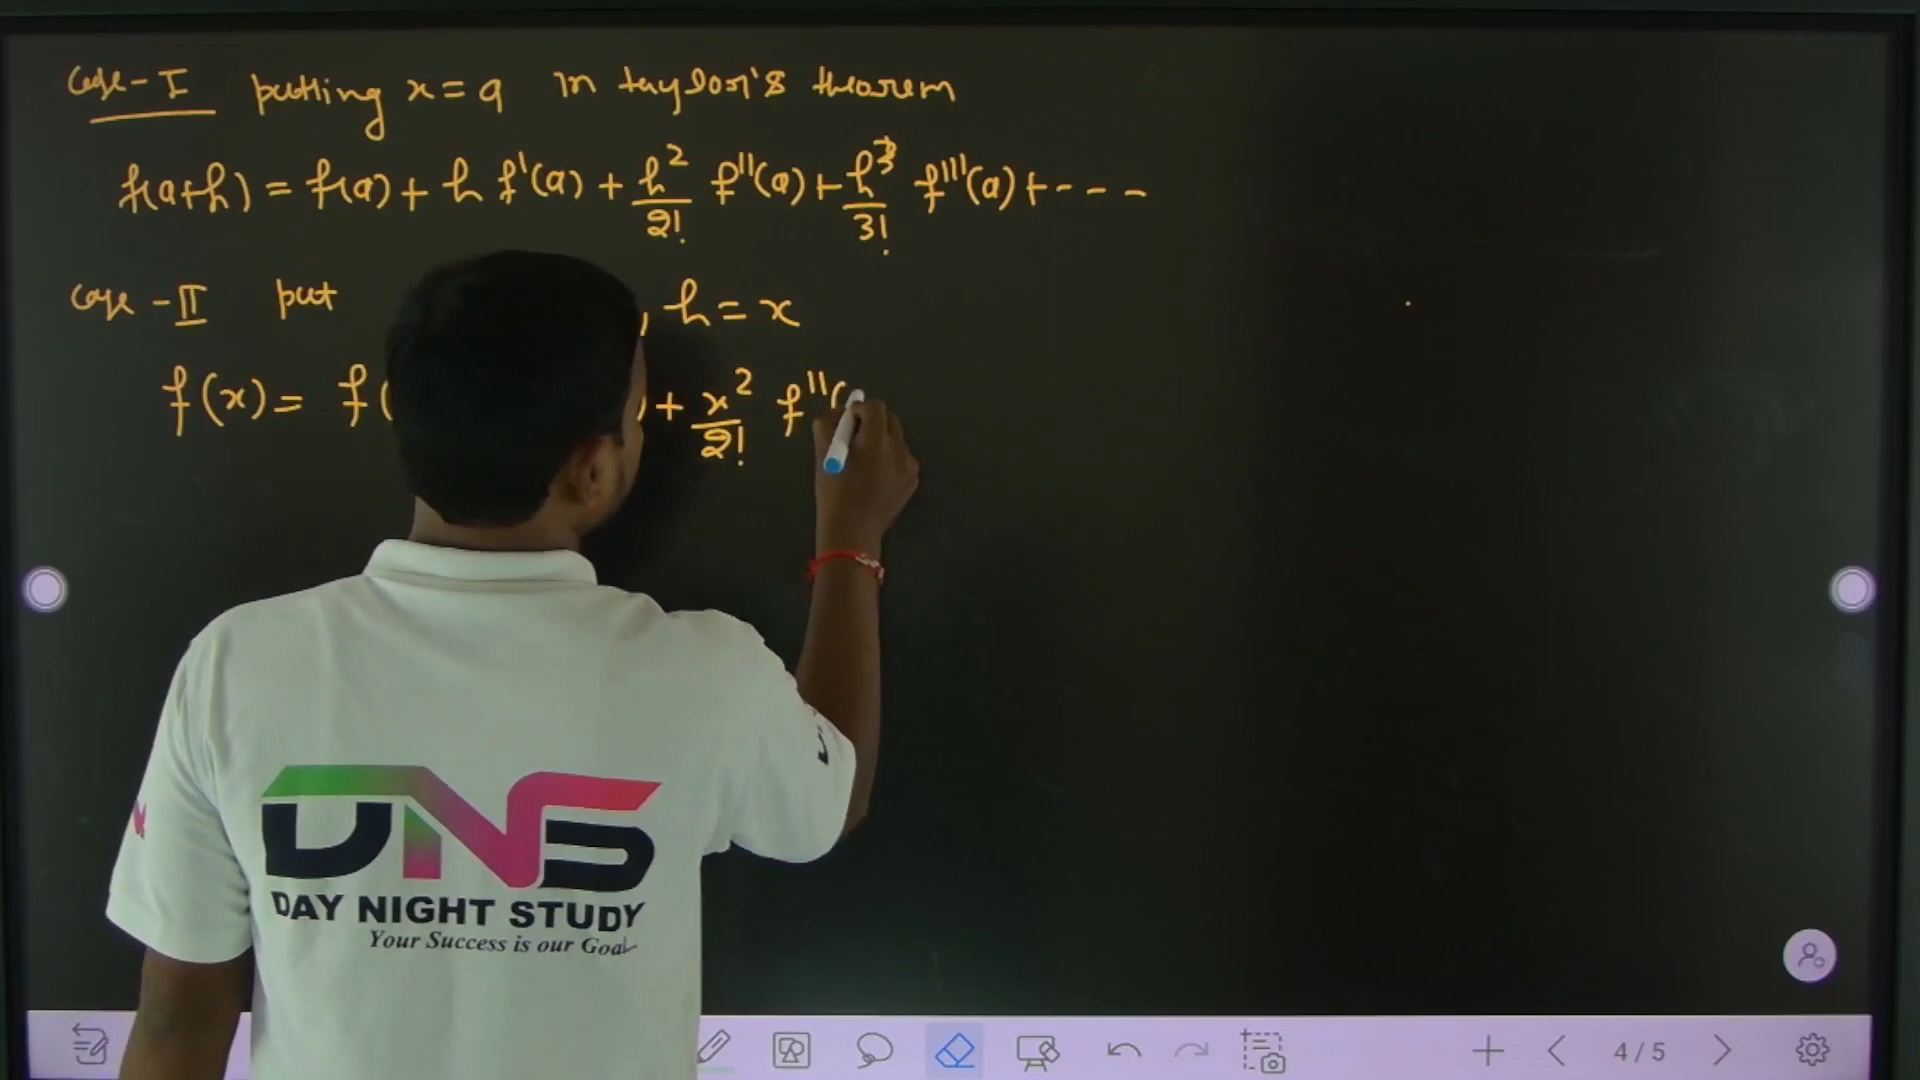 Case-I putting x=a in taylor's theorem
f(a+h) = f(a) + h f'(a) + h²/2! f''(a) + h³/3! f'''(a) + ----
Case-II put , h=x
f(x) = f( ) + x²/2! f''(
DNS
DAY NIGHT STUDY
Your Success is our Goal
4/5